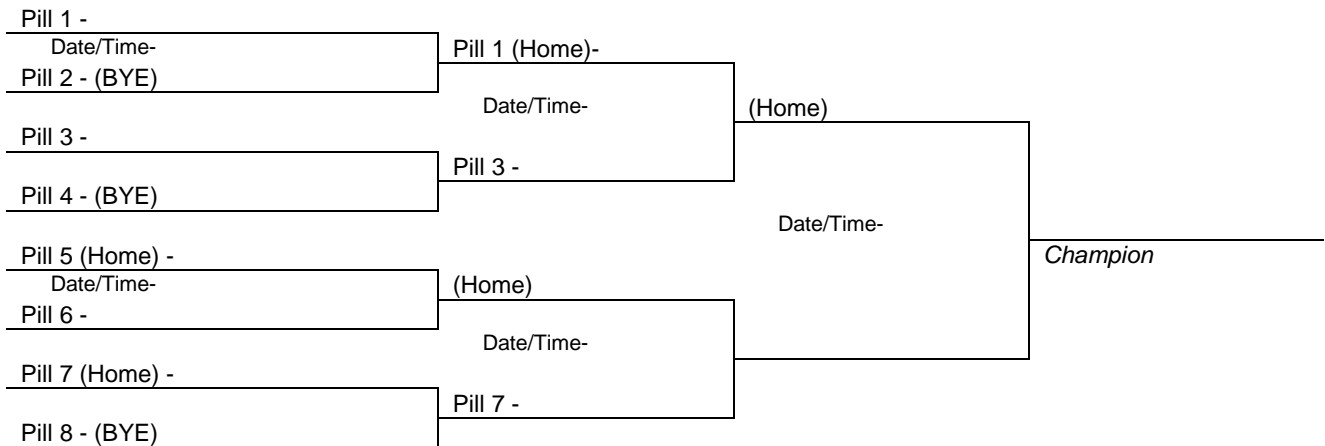 Pill 1 -
Date/Time-
Pill 2 - (BYE)
Pill 3 -
Pill 4 - (BYE)
Pill 5 (Home) -
Date/Time-
Pill 6 -
Pill 7 (Home) -
Pill 8 - (BYE)
Pill 1 (Home)-
Date/Time-
Pill 3 -
(Home)
Date/Time-
Pill 7 -
(Home)
Date/Time-
Champion